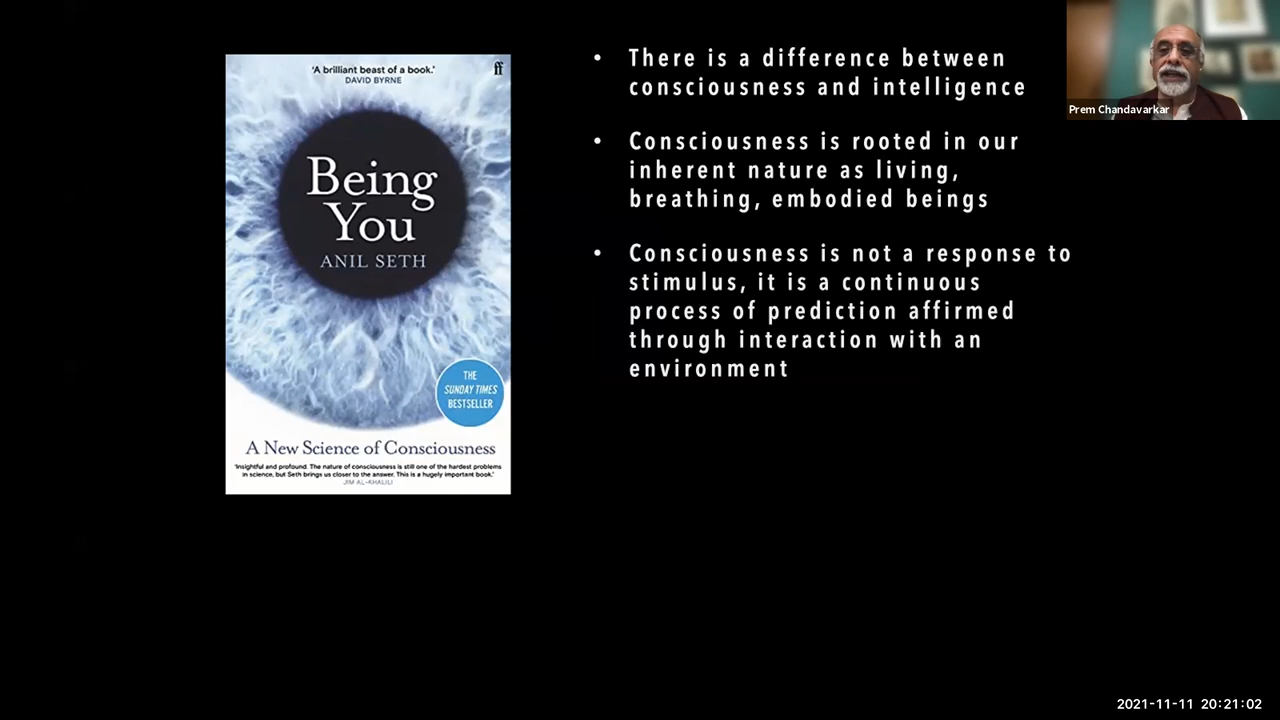 'A brilliant beast of a book.'
DAVID BYRNE
ff
Being
You
ANIL SETH
THE
SUNDAY TIMES
BESTSELLER
A New Science of Consciousness
'Insightful and profound. The nature of consciousness is still one of the hardest problems
in science, but Seth brings us closer to the answer. This is a hugely important book.'
JIM AL-KHALILI
• There is a difference between
consciousness and intelligence
• Consciousness is rooted in our
inherent nature as living,
breathing, embodied beings
• Consciousness is not a response to
stimulus, it is a continuous
process of prediction affirmed
through interaction with an
environment
Prem Chandavarkar
2021-11-11 20:21:02